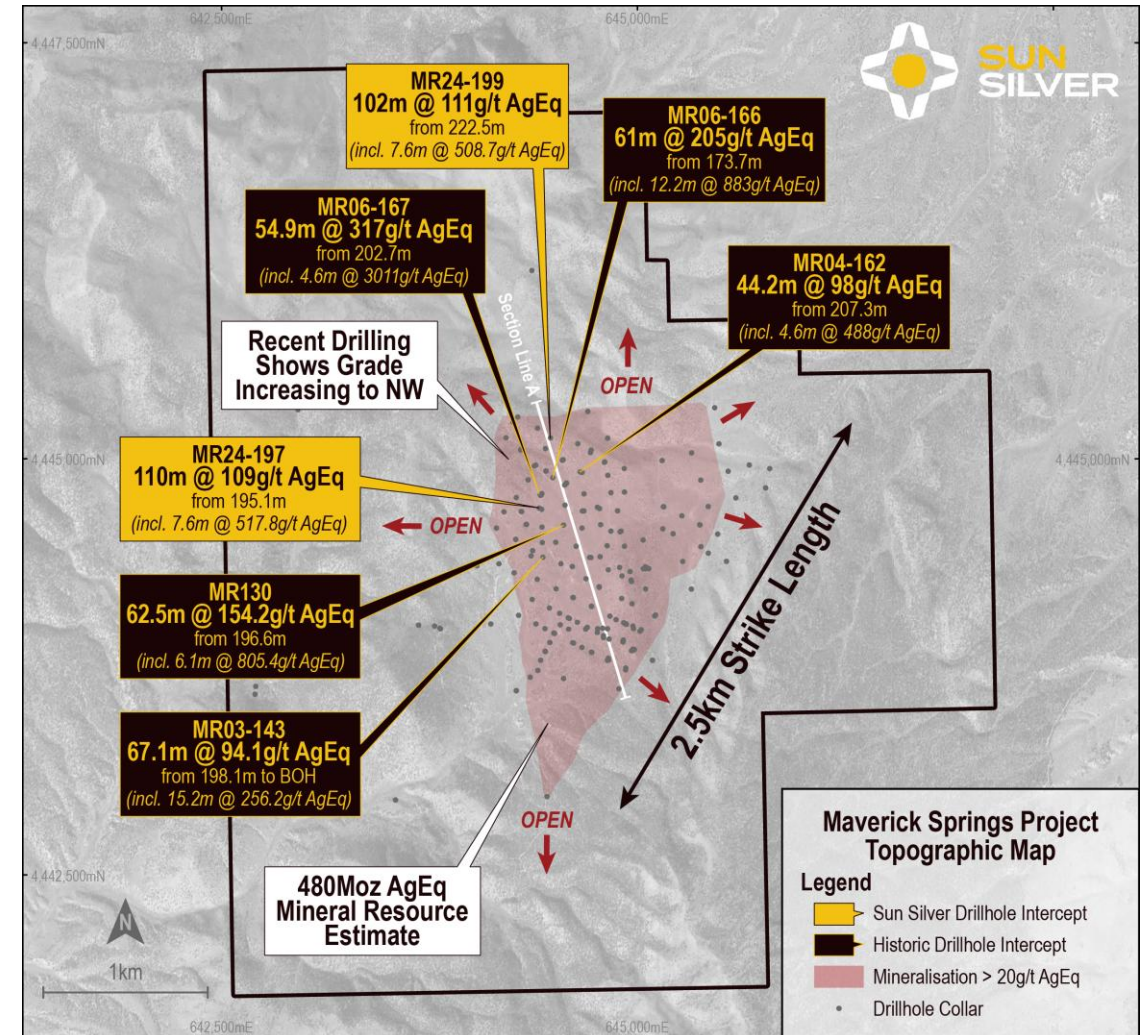 642,500mE
645,000mE
4,447,500mN
SUN
SILVER
MR24-199
102m @ 111g/t AgEq
from 222.5m
(incl. 7.6m @ 508.7g/t AgEq)
MR06-166
61m @ 205g/t AgEq
from 173.7m
(incl. 12.2m @ 883g/t AgEq)
MR06-167
54.9m @ 317g/t AgEq
from 202.7m
(incl. 4.6m @ 3011g/t AgEq)
MR04-162
44.2m @ 98g/t AgEq
from 207.3m
(incl. 4.6m @ 488g/t AgEq)
Section Line A
Recent Drilling
Shows Grade
Increasing to NW
OPEN
4,445,000mN
4,445,000mN
MR24-197
110m @ 109g/t AgEq
from 195.1m
(incl. 7.6m @ 517.8g/t AgEq)
OPEN
2.5km Strike Length
MR130
62.5m @ 154.2g/t AgEq
from 196.6m
(incl. 6.1m @ 805.4g/t AgEq)
MR03-143
67.1m @ 94.1g/t AgEq
from 198.1m to BOH
(incl. 15.2m @ 256.2g/t AgEq)
OPEN
480Moz AgEq
Mineral Resource
Estimate
4,442,500mN
N
1km
Maverick Springs Project
Topographic Map
Legend
Sun Silver Drillhole Intercept
Historic Drillhole Intercept
Mineralisation > 20g/t AgEq
Drillhole Collar
642,500mE
645,000mE